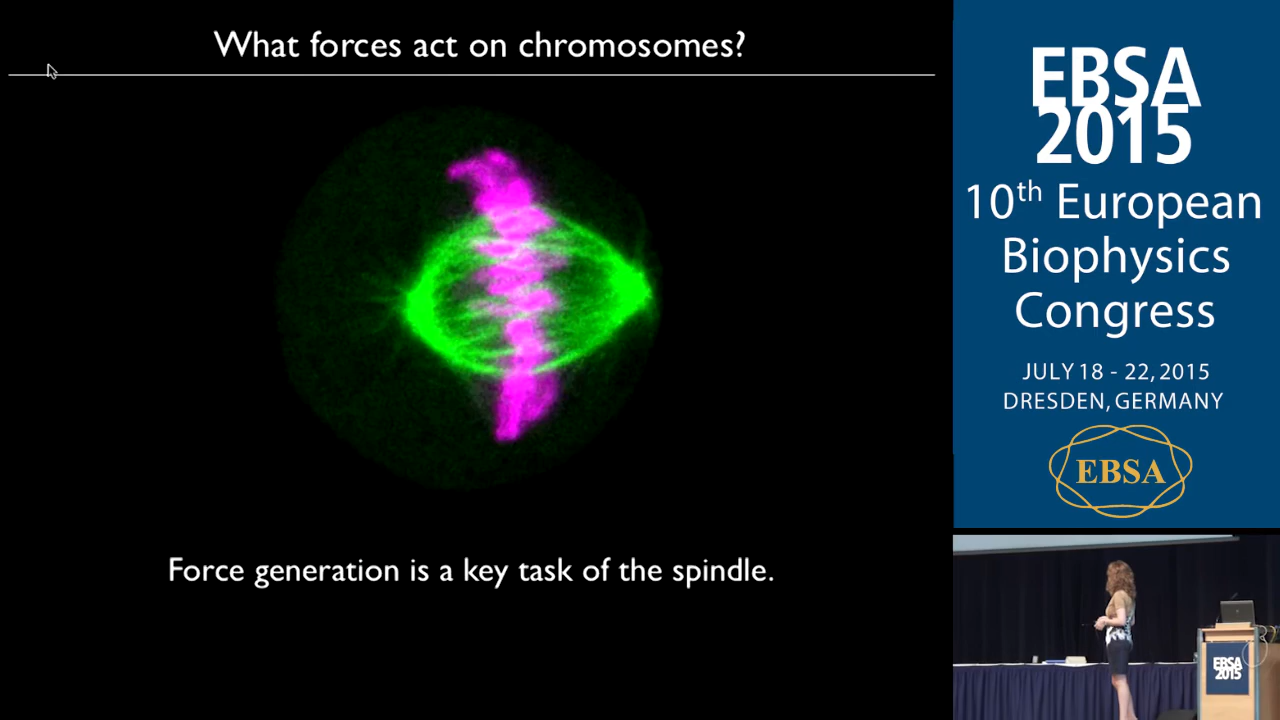 What forces act on chromosomes?
Force generation is a key task of the spindle.
EBSA
2015
10th European
Biophysics
Congress
JULY 18 - 22, 2015
DRESDEN, GERMANY
EBSA
EBSA
2015